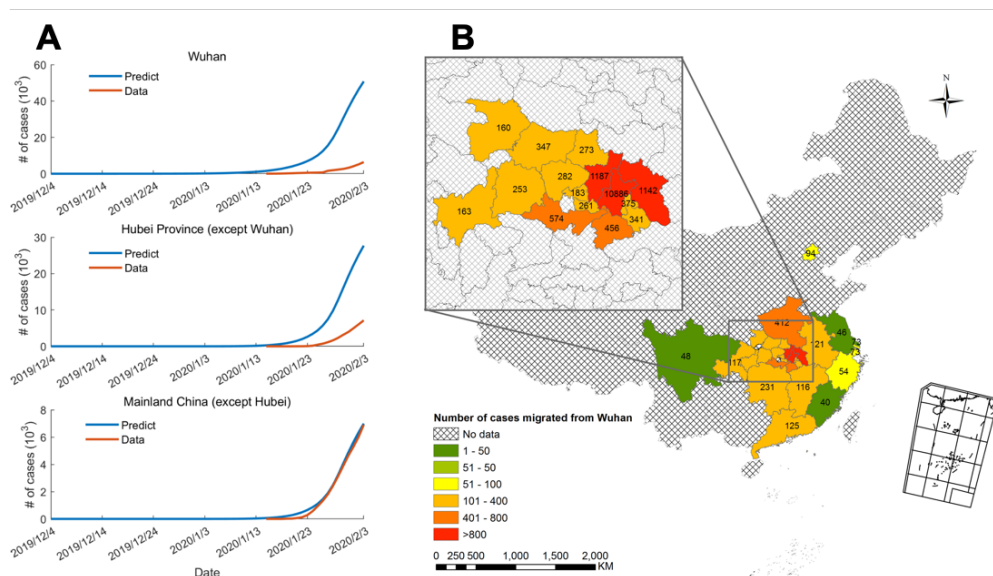 A
Wuhan
60
40
20
0
# of cases (10³)
Predict
Data
2019/12/4
2019/12/14
2019/12/24
2020/1/3
2020/1/13
2020/1/23
2020/2/3
Hubei Province (except Wuhan)
30
20
10
0
# of cases (10³)
Predict
Data
2019/12/4
2019/12/14
2019/12/24
2020/1/3
2020/1/13
2020/1/23
2020/2/3
Mainland China (except Hubei)
8
6
4
2
0
# of cases (10³)
Predict
Data
2019/12/4
2019/12/14
2019/12/24
2020/1/3
2020/1/13
2020/1/23
2020/2/3
Date
B
N
160
347
273
282
1187
253
183
10886
1142
163
261
375
574
456
341
94
412
46
48
121
73
73
117
54
231
116
40
125
Number of cases migrated from Wuhan
No data
1 - 50
51 - 50
51 - 100
101 - 400
401 - 800
>800
0 250 500 1,000 1,500 2,000
KM